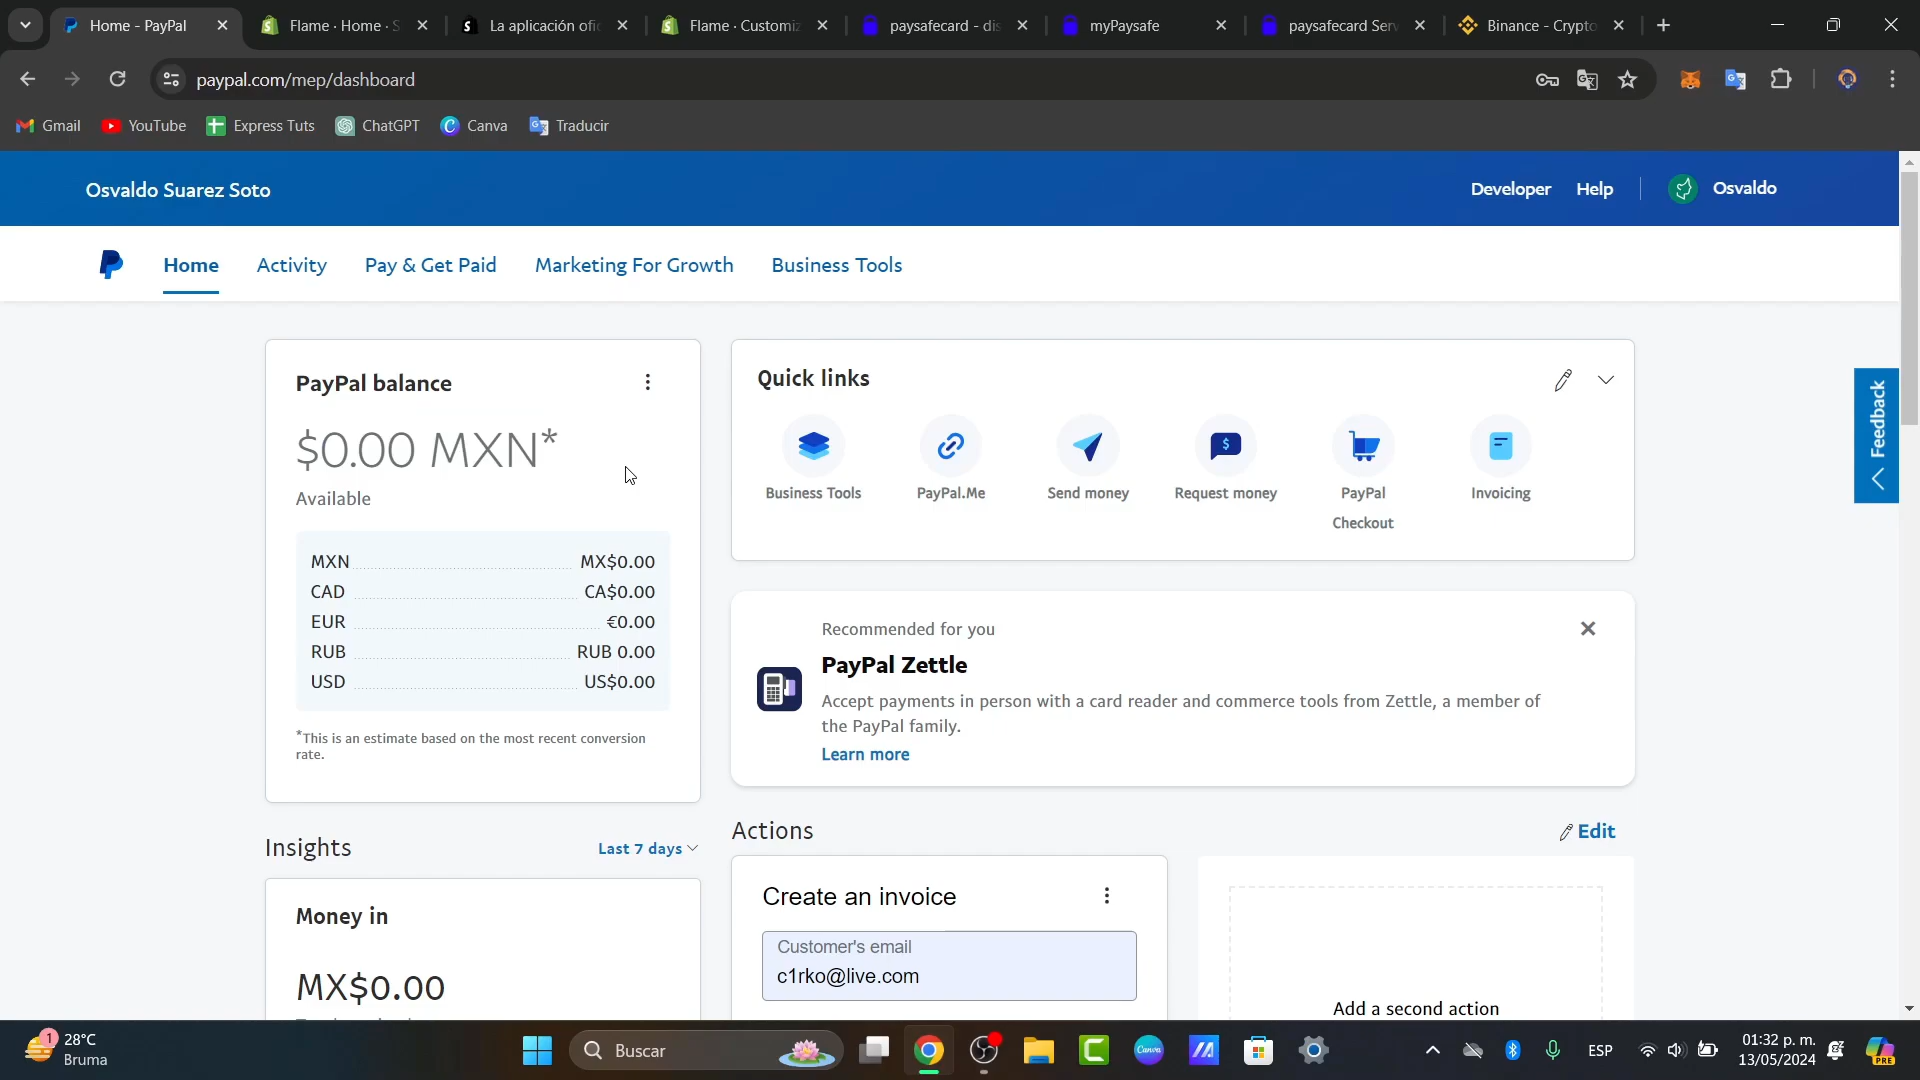 Home - PayPal
Flame · Home · S
La aplicación ofic
Flame · Customiz
paysafecard - dis
myPaysafe
paysafecard Serv
Binance - Crypto
paypal.com/mep/dashboard
Gmail
YouTube
Express Tuts
ChatGPT
Canva
Traducir
Osvaldo Suarez Soto
Developer
Help
Osvaldo
Home
Activity
Pay & Get Paid
Marketing For Growth
Business Tools
PayPal balance
$0.00 MXN*
Available
MXN MX$0.00
CAD CA$0.00
EUR €0.00
RUB RUB 0.00
USD US$0.00
*This is an estimate based on the most recent conversion
rate.
Quick links
Business Tools
PayPal.Me
Send money
Request money
PayPal
Checkout
Invoicing
Feedback
Recommended for you
PayPal Zettle
Accept payments in person with a card reader and commerce tools from Zettle, a member of
the PayPal family.
Learn more
Insights
Last 7 days
Money in
MX$0.00
Actions
Edit
Create an invoice
Customer's email
c1rko@live.com
Add a second action
1
28°C
Bruma
Buscar
Canva
ESP
01:32 p. m.
13/05/2024
PRE